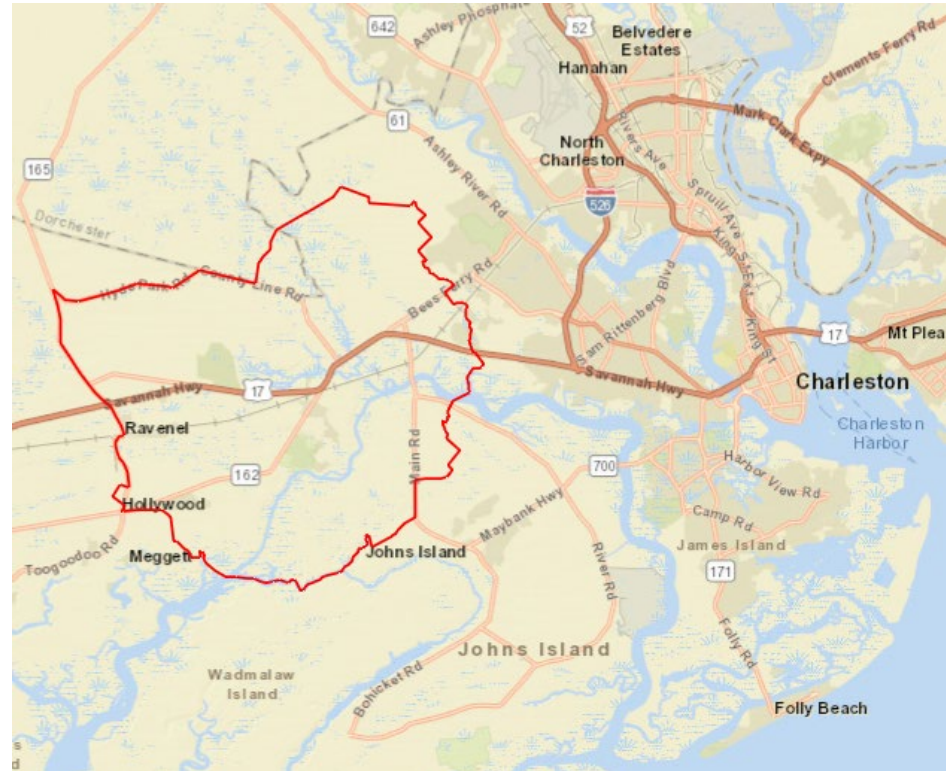 642
Ashley Phosphate
52
Belvedere
Estates
Hanahan
Clements Ferry Rd
Mark Clark Expy
61
North
Charleston
Rivers Ave
Ashley River Rd
165
526
Spruill Ave
Dorchester
King St Ext
Hyde Park Rd
County Line Rd
Bees Ferry Rd
Sam Rittenberg Blvd
King St
17
Mt Plea
Savannah Hwy
17
Savannah Hwy
Charleston
Ravenel
Charleston
Harbor
Main Rd
162
700
Harbor View Rd
Hollywood
Maybank Hwy
Camp Rd
Toogoodoo Rd
Meggett
Johns Island
James Island
River Rd
171
Folly Rd
Johns Island
Wadmalaw
Island
Bohicket Rd
Folly Beach
s
d